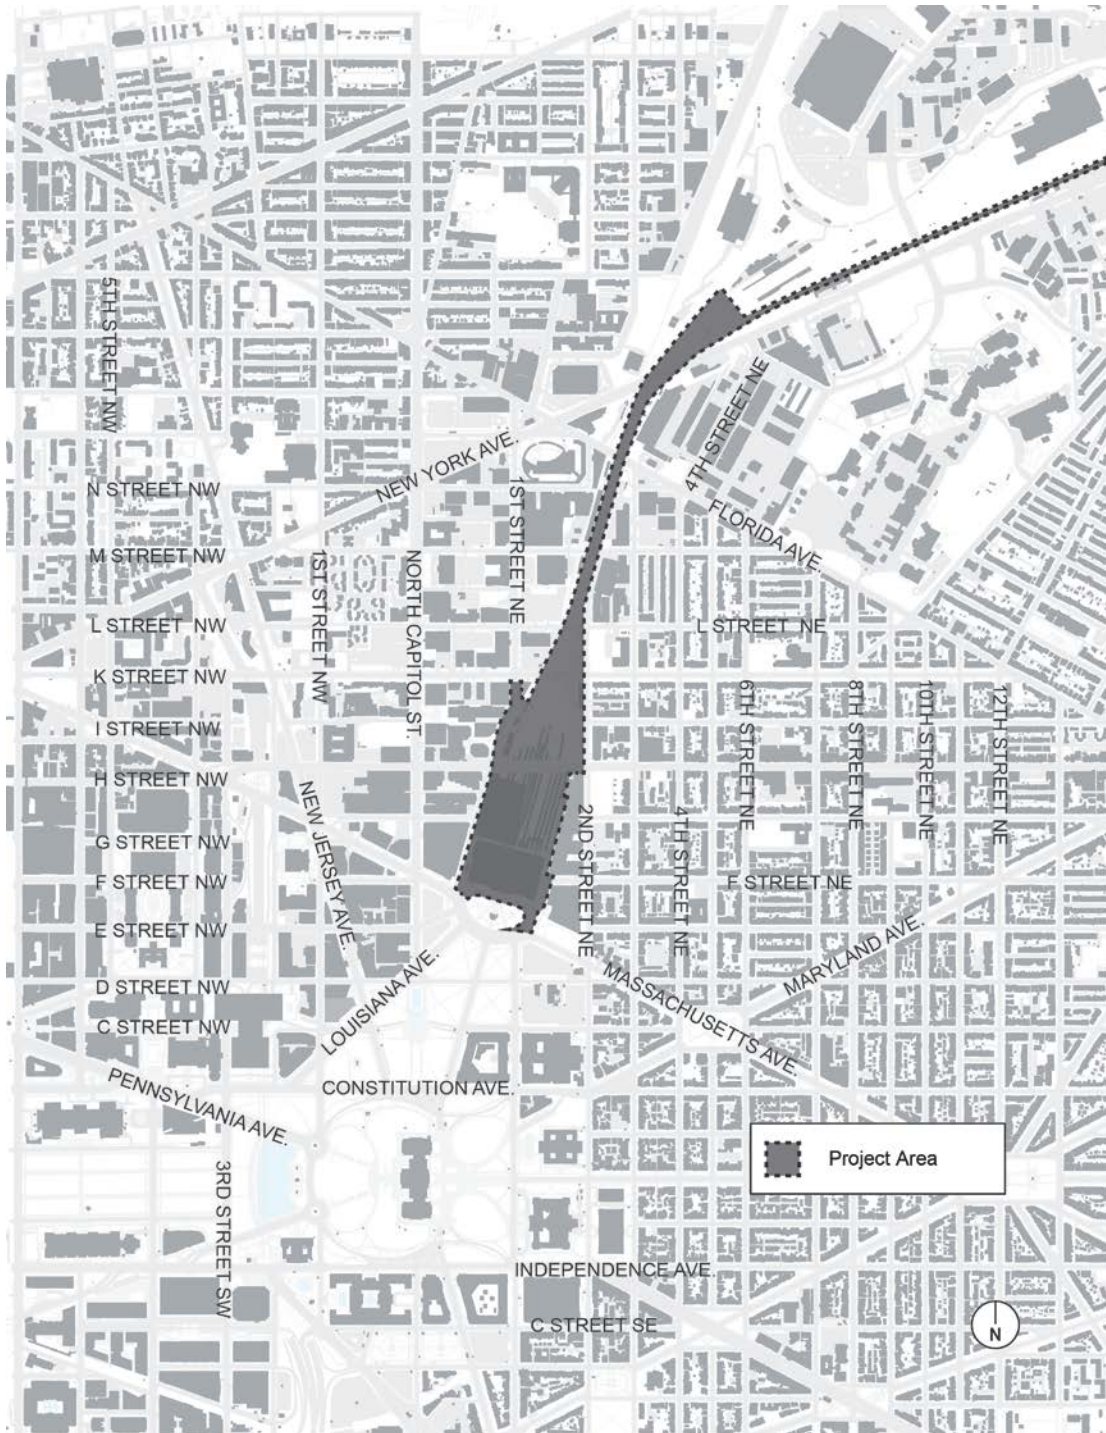 5TH STREET NW
4TH STREET NE
NEW YORK AVE.
N STREET NW
1ST STREET NE
FLORIDA AVE.
M STREET NW
1ST STREET NW
NORTH CAPITOL ST.
L STREET NW
L STREET NE
K STREET NW
6TH STREET NE
8TH STREET NE
10TH STREET NE
12TH STREET NE
I STREET NW
H STREET NW
NEW JERSEY AVE.
2ND STREET NE
4TH STREET NE
G STREET NW
F STREET NW
F STREET NE
E STREET NW
MARYLAND AVE.
D STREET NW
LOUISIANA AVE.
MASSACHUSETTS AVE.
C STREET NW
PENNSYLVANIA AVE.
CONSTITUTION AVE.
Project Area
3RD STREET SW
INDEPENDENCE AVE.
C STREET SE
N